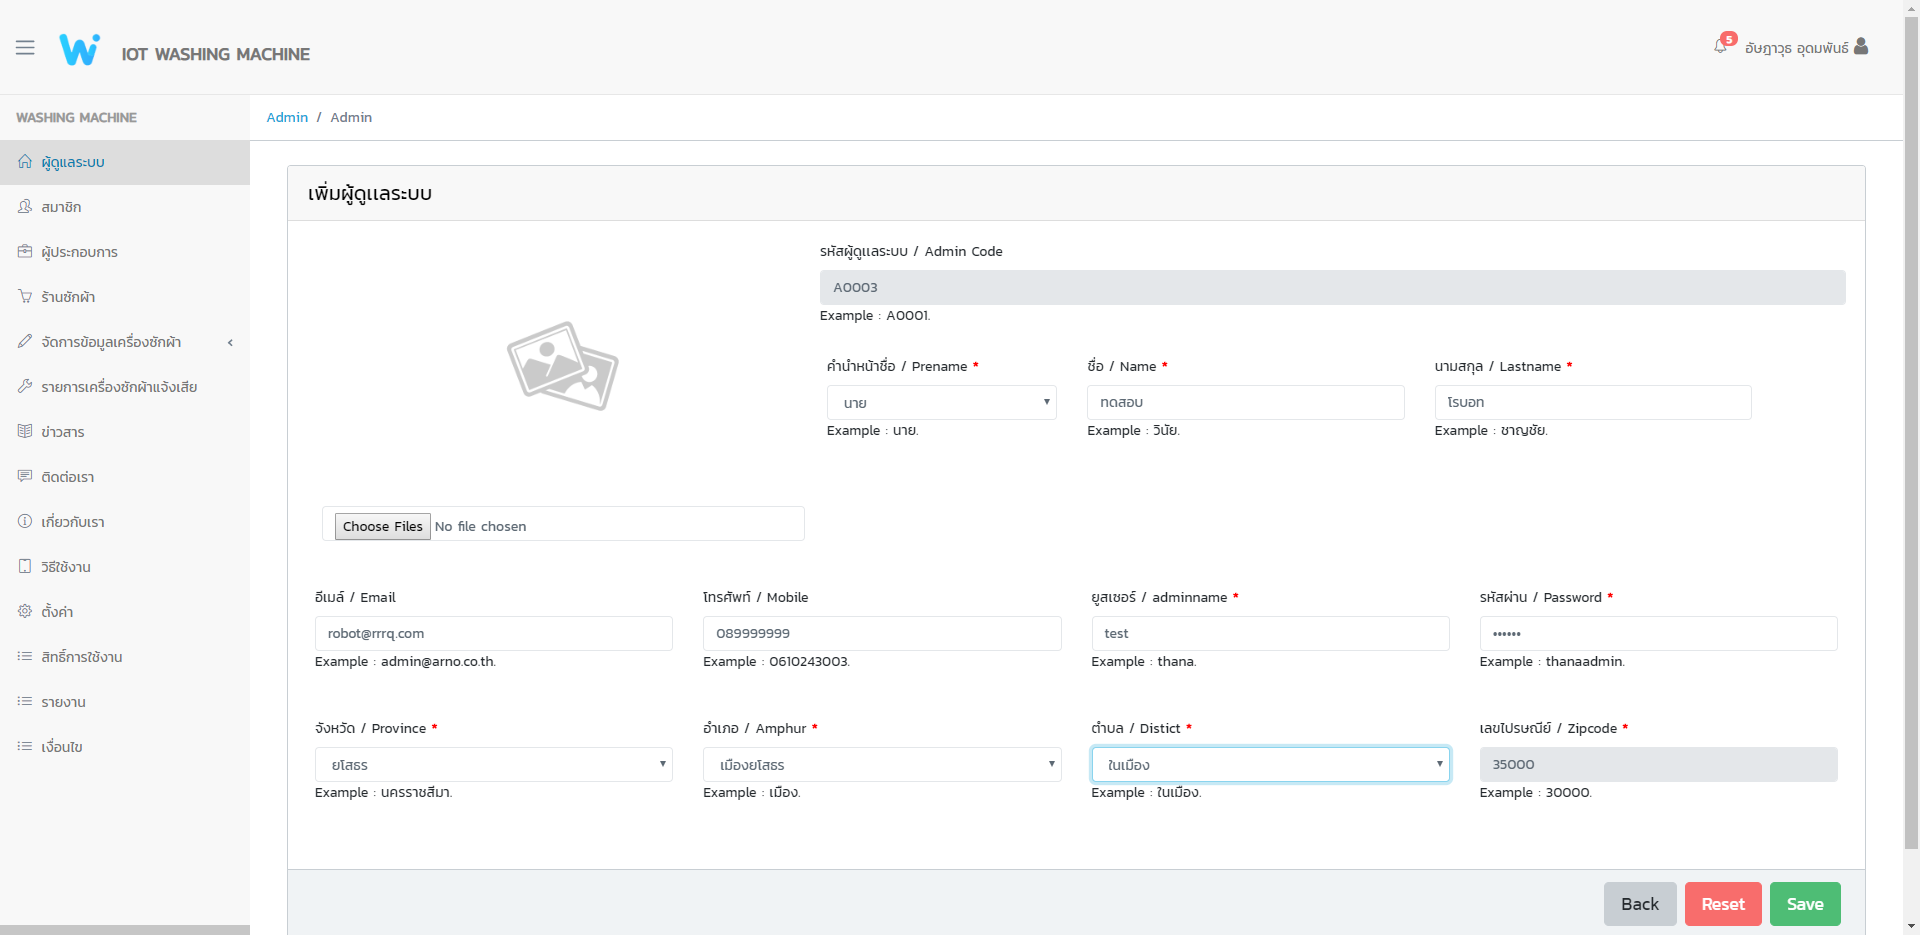 IOT WASHING MACHINE
5
อัษฎาวุธ อุดมพันธ์
WASHING MACHINE
ผู้ดูแลระบบ
สมาชิก
ผู้ประกอบการ
ร้านซักผ้า
จัดการข้อมูลเครื่องซักผ้า
รายการเครื่องซักผ้าแจ้งเสีย
ข่าวสาร
ติดต่อเรา
เกี่ยวกับเรา
วิธีใช้งาน
ตั้งค่า
สิทธิ์การใช้งาน
รายงาน
เงื่อนไข
Admin / Admin
เพิ่มผู้ดูแลระบบ
รหัสผู้ดูแลระบบ / Admin Code
A0003
Example : A0001.
คำนำหน้าชื่อ / Prename * ชื่อ / Name * นามสกุล / Lastname *
นาย ทดสอบ โรบอท
Example : นาย. Example : วินัย. Example : ชาญชัย.
Choose Files No file chosen
อีเมล์ / Email โทรศัพท์ / Mobile ยูสเซอร์ / adminname * รหัสผ่าน / Password *
robot@rrrq.com 089999999 test ••••••
Example : admin@arno.co.th. Example : 0610243003. Example : thana. Example : thanaadmin.
จังหวัด / Province * อำเภอ / Amphur * ตำบล / Distict * เลขไปรษณีย์ / Zipcode *
ยโสธร เมืองยโสธร ในเมือง 35000
Example : นครราชสีมา. Example : เมือง. Example : ในเมือง. Example : 30000.
Back Reset Save